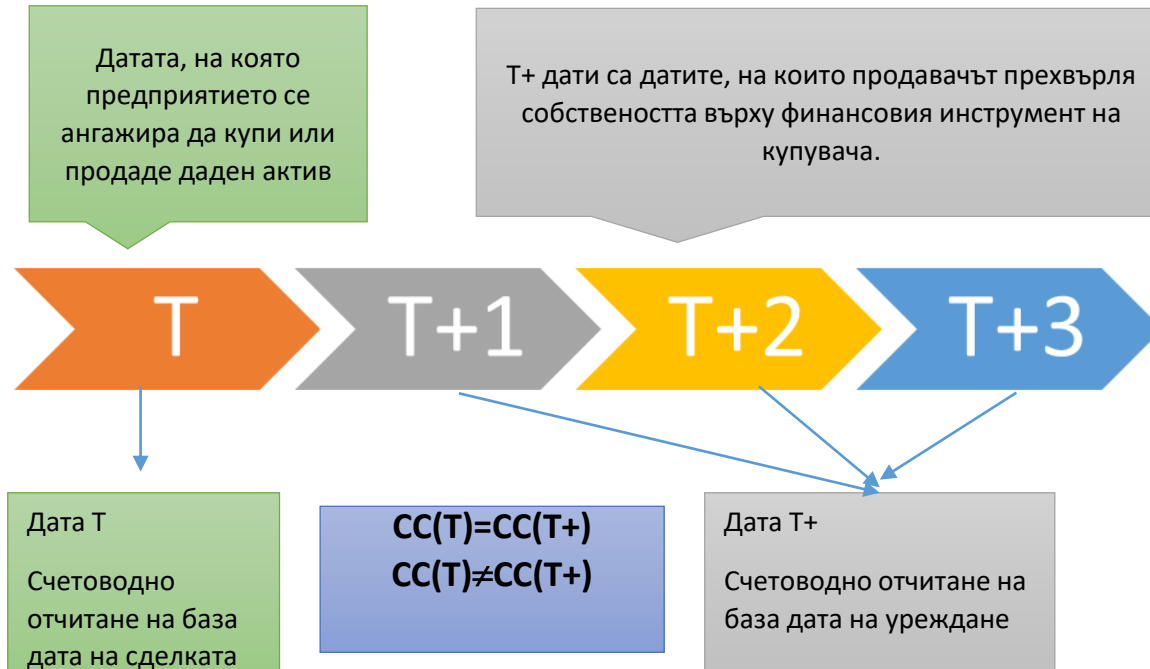 Датата, на която
предприятието се
ангажира да купи или
продаде даден актив
Т+ дати са датите, на които продавачът прехвърля
собствеността върху финансовия инструмент на
купувача.
T
T+1
T+2
T+3
Дата Т
Счетоводно
отчитане на база
дата на сделката
СС(Т)=СС(Т+)
СС(Т)≠СС(Т+)
Дата Т+
Счетоводно отчитане на
база дата на уреждане